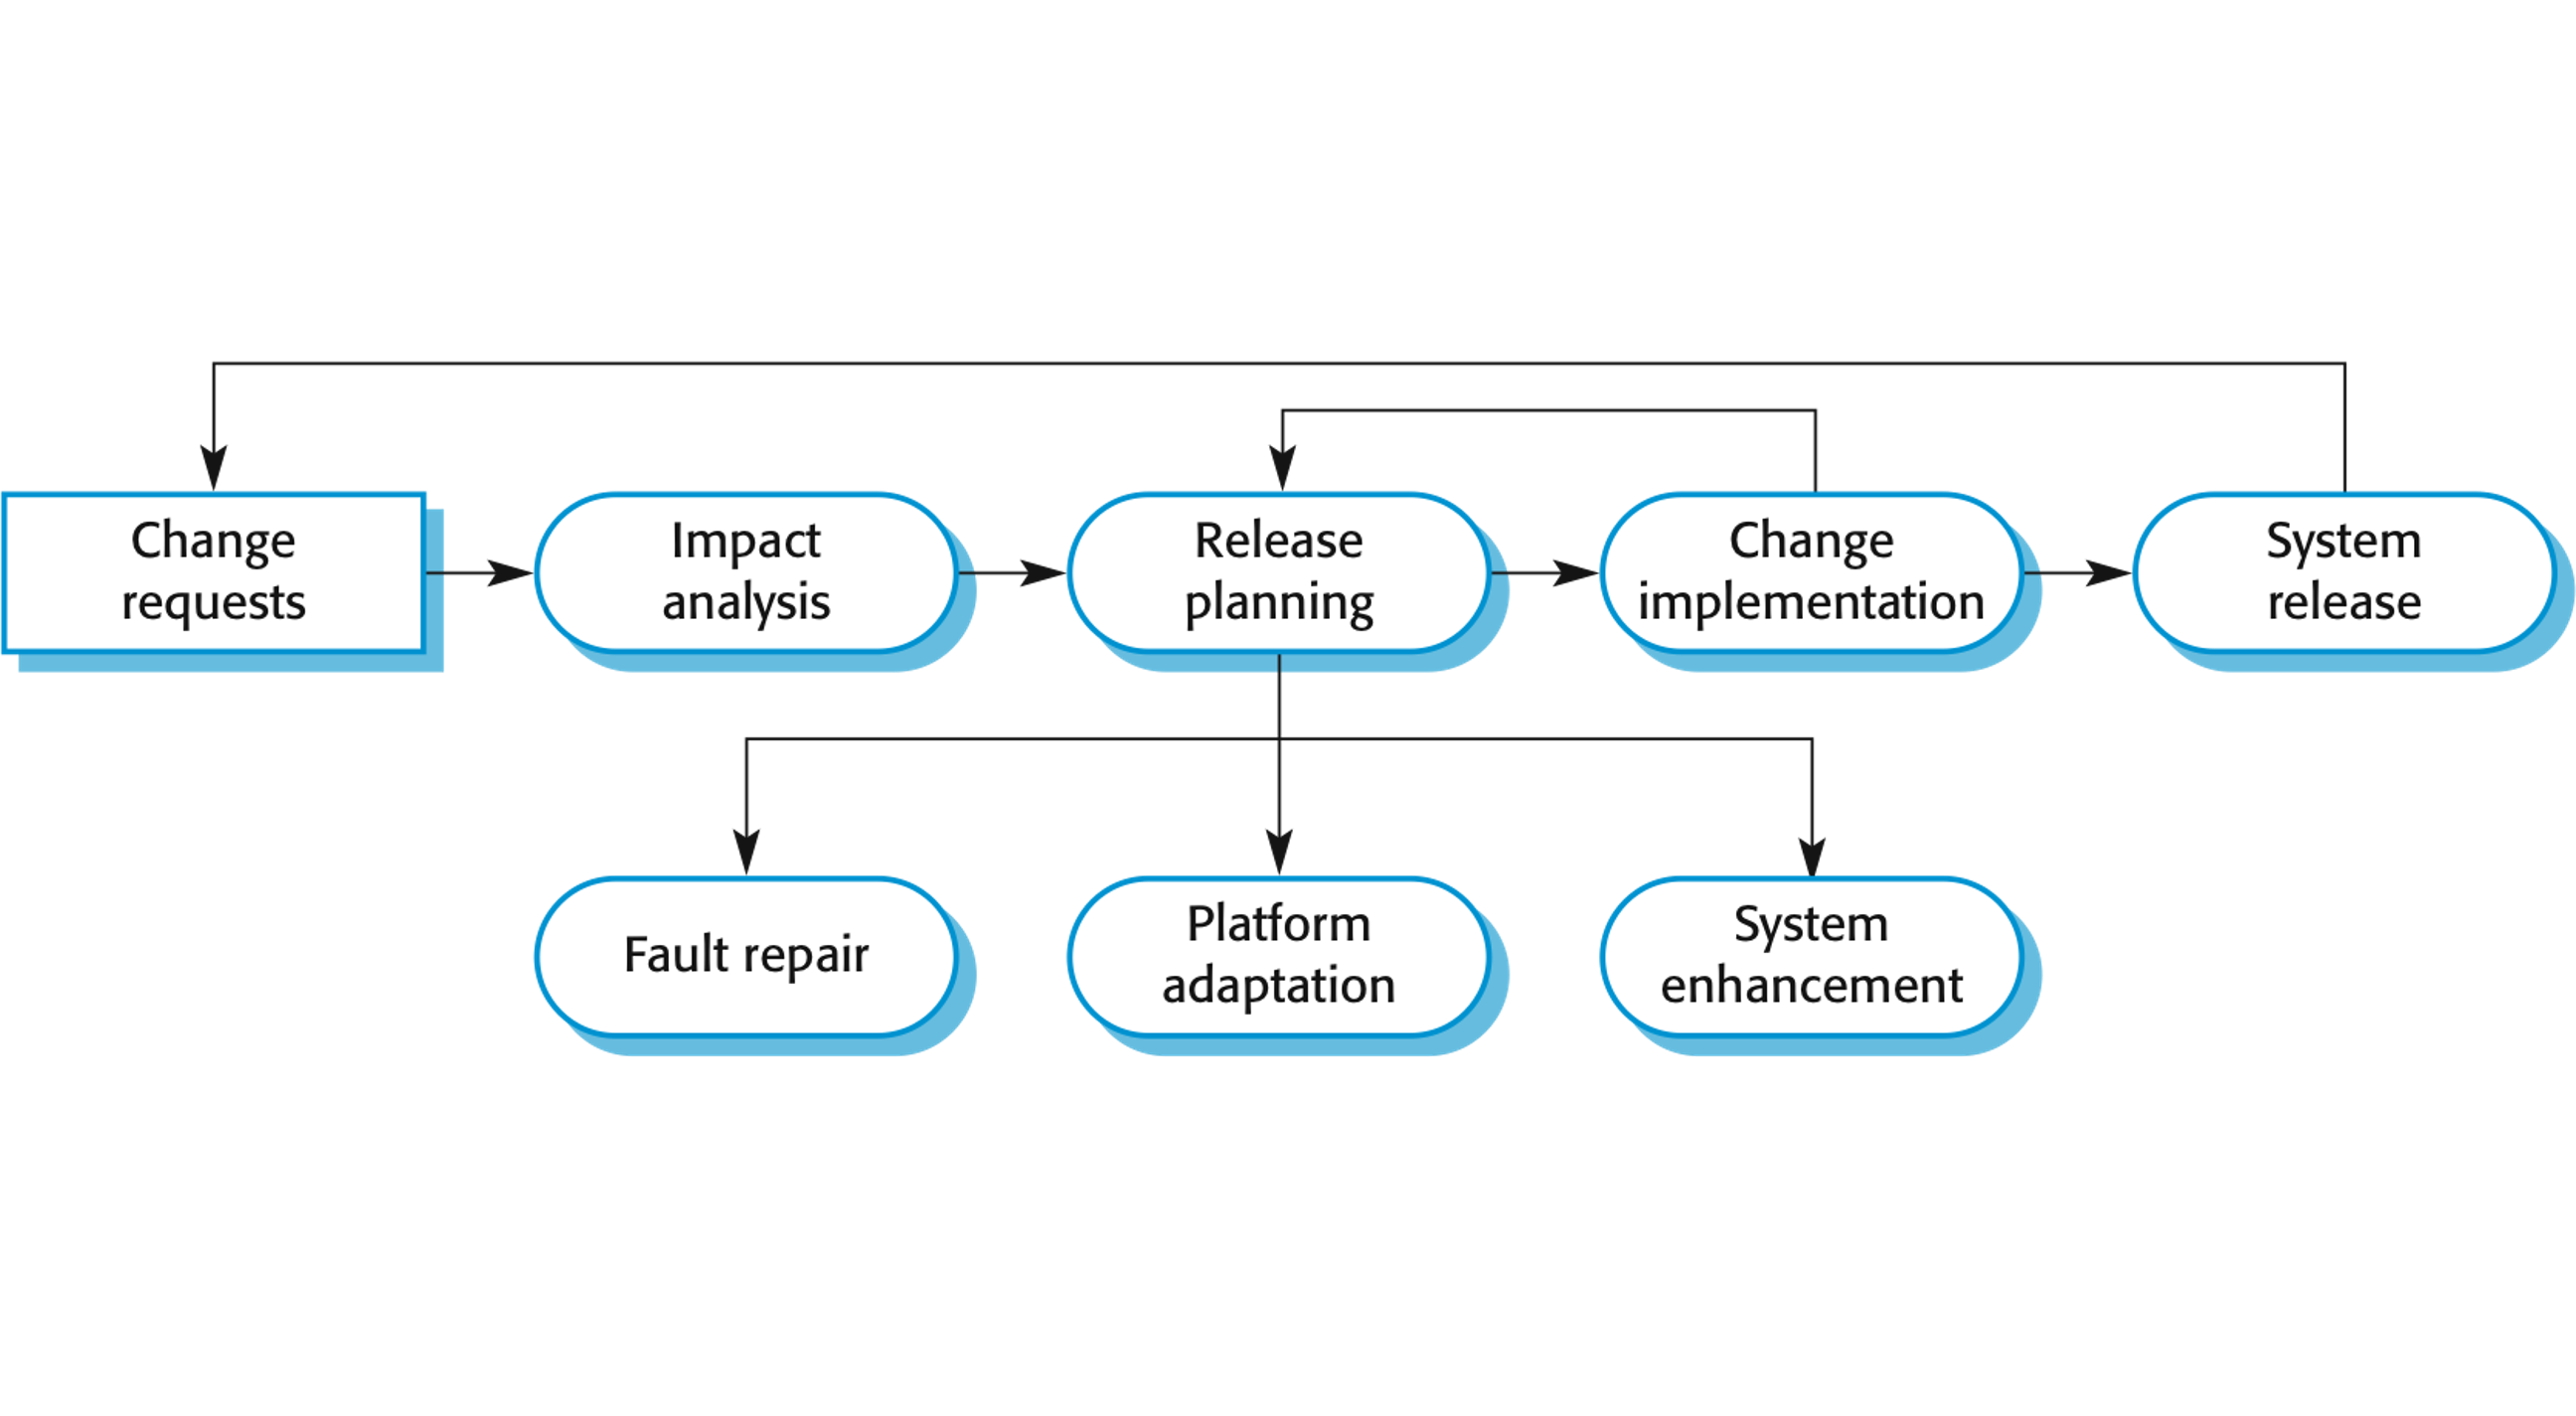 Change
requests
Impact
analysis
Release
planning
Change
implementation
System
release
Fault repair
Platform
adaptation
System
enhancement